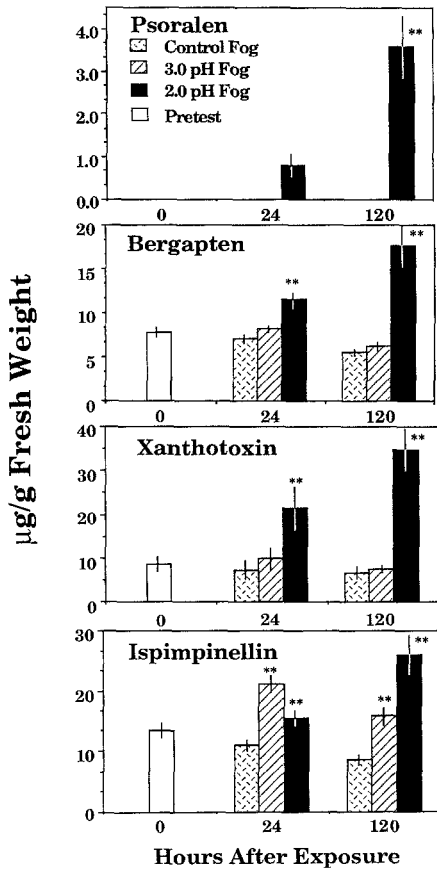 Psoralen
Control Fog
3.0 pH Fog
2.0 pH Fog
Pretest
**
4.0
3.0
2.0
1.0
0.0
0 24 120
Bergapten
** **
20
15
10
5
0
0 24 120
Xanthotoxin
** **
40
30
20
10
0
0 24 120
Ispimpinellin
** ** ** **
30
20
10
0
0 24 120
µg/g Fresh Weight
Hours After Exposure